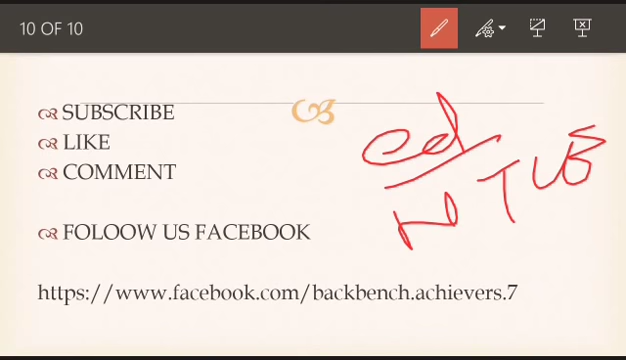 10 OF 10
SUBSCRIBE
LIKE
COMMENT
FOLOOW US FACEBOOK
https://www.facebook.com/backbench.achievers.7